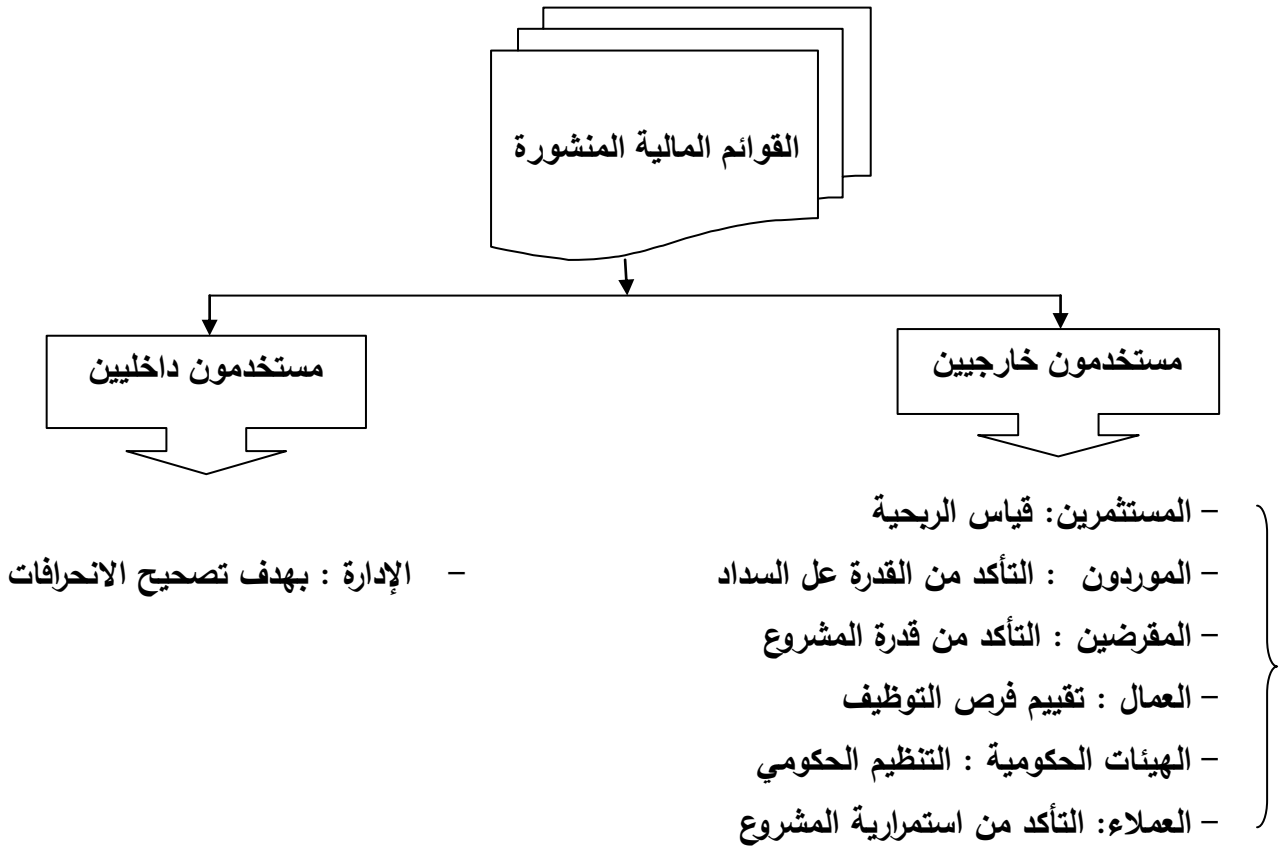 القوائم المالية المنشورة
مستخدمون خارجيين
مستخدمون داخليين
- المستثمرين: قياس الربحية
- الموردون : التأكد من القدرة عل السداد
- المقرضين : التأكد من قدرة المشروع
- العمال : تقييم فرص التوظيف
- الهيئات الحكومية : التنظيم الحكومي
- العملاء: التأكد من استمرارية المشروع
- الإدارة : بهدف تصحيح الانحرافات